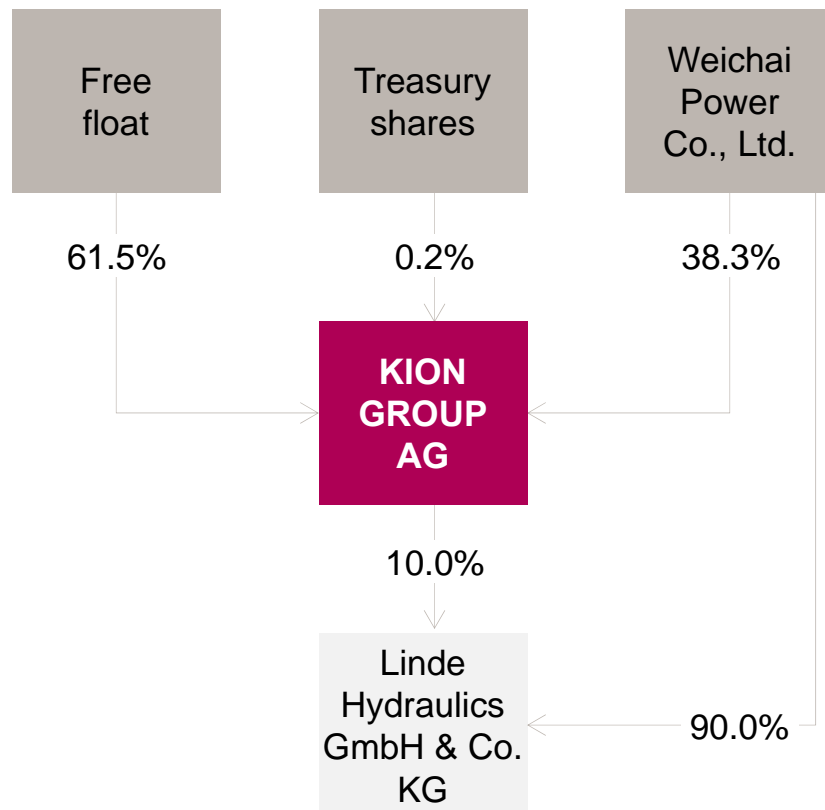 Free
float
Treasury
shares
Weichai
Power
Co., Ltd.
61.5%
0.2%
38.3%
KION
GROUP
AG
10.0%
Linde
Hydraulics
GmbH & Co.
KG
90.0%